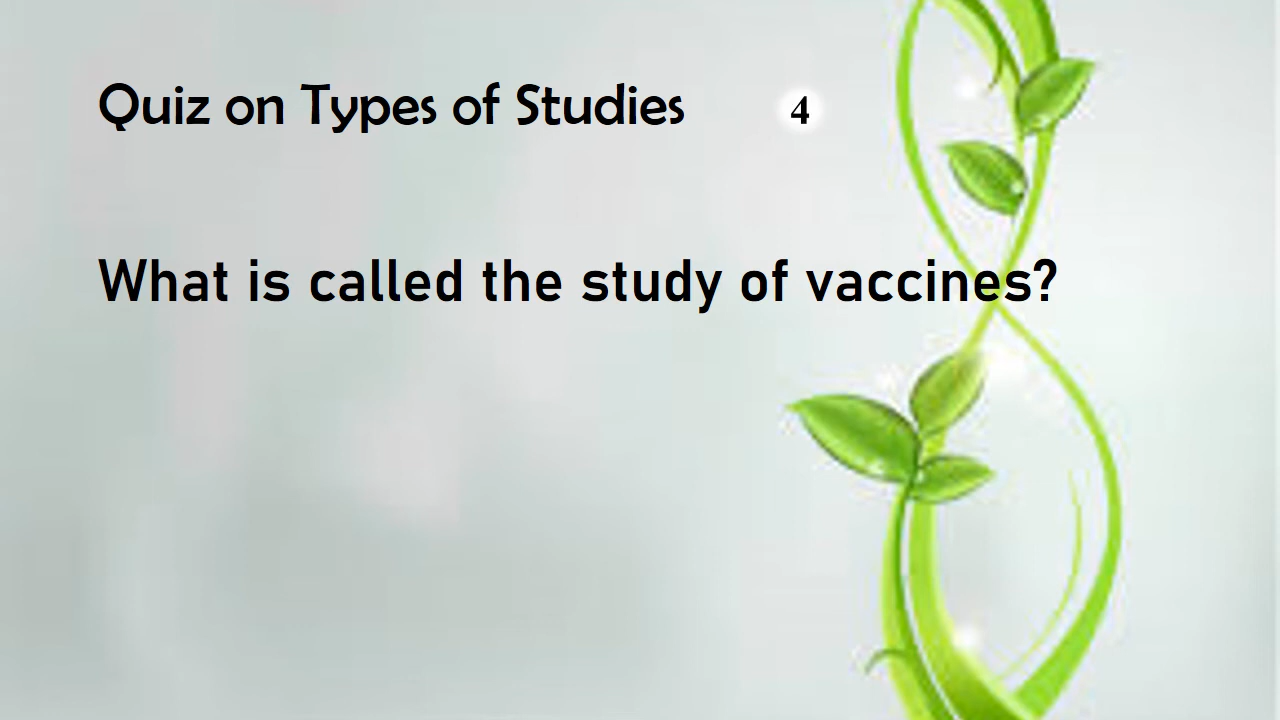 Quiz on Types of Studies 4
What is called the study of vaccines?